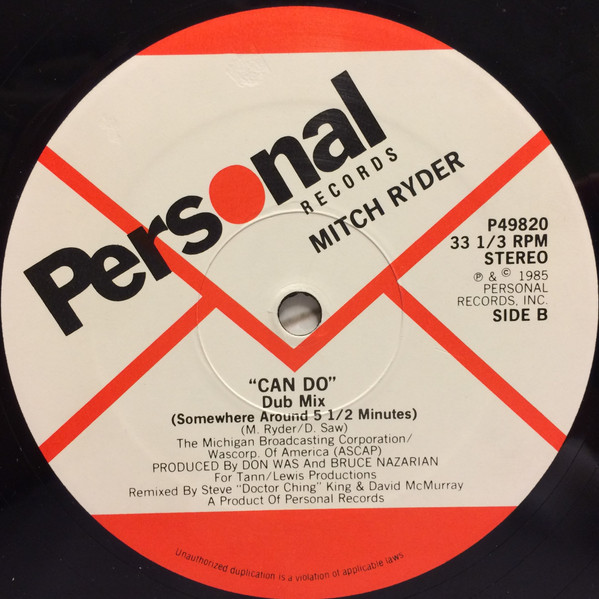 Personal
RECORDS
MITCH RYDER
P49820
33 1/3 RPM
STEREO
℗ & © 1985
PERSONAL
RECORDS, INC.
SIDE B
"CAN DO"
Dub Mix
(Somewhere Around 5 1/2 Minutes)
(M. Ryder/D. Saw)
The Michigan Broadcasting Corporation/
Wascorp. Of America (ASCAP)
PRODUCED By DON WAS And BRUCE NAZARIAN
For Tann/Lewis Productions
Remixed By Steve "Doctor Ching" King & David McMurray
A Product Of Personal Records
Unauthorized duplication is a violation of applicable laws